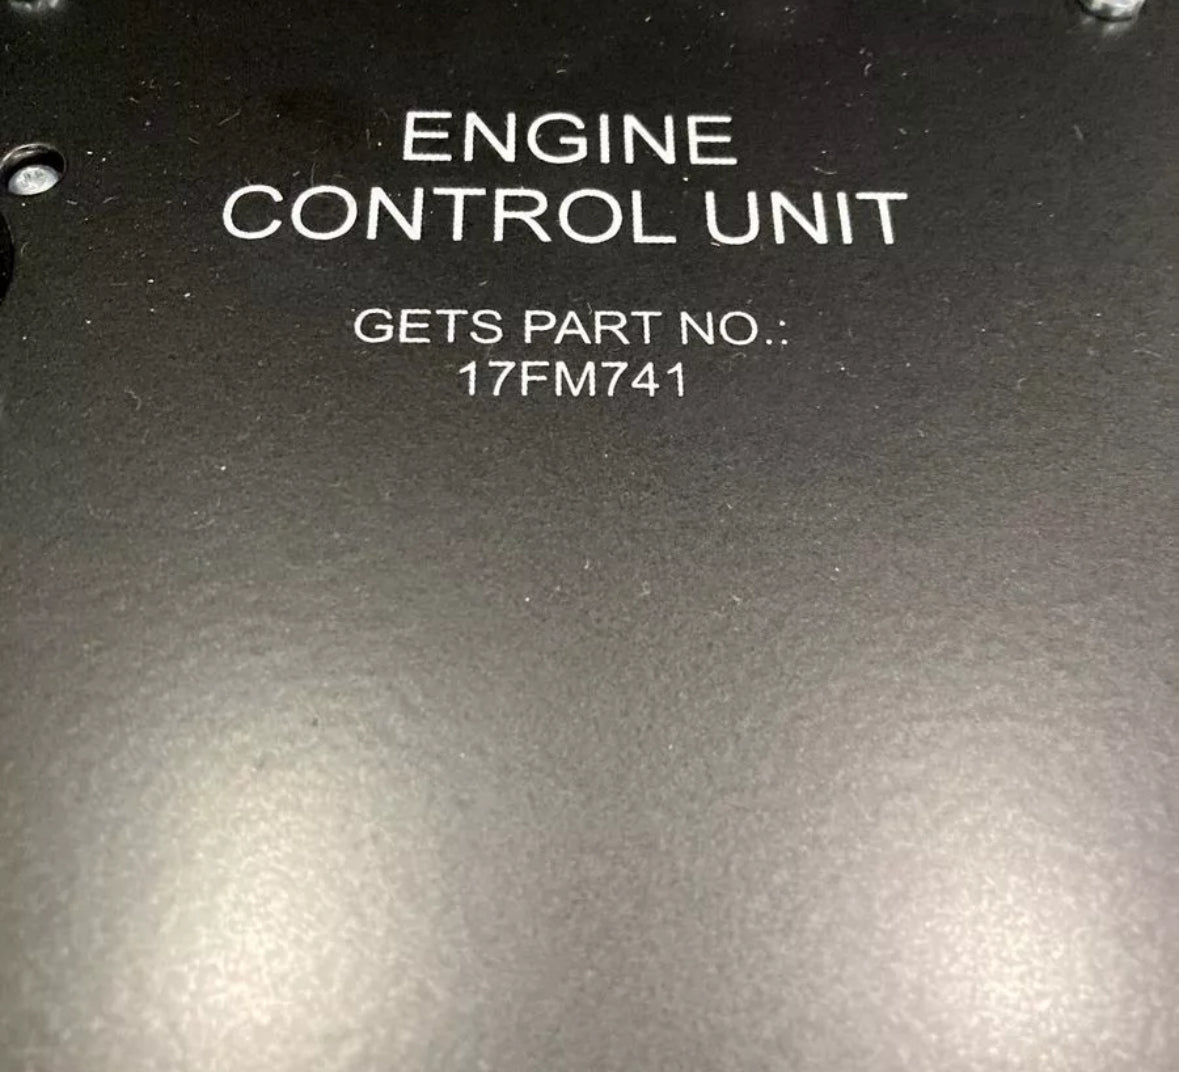 ENGINE
CONTROL UNIT
GETS PART NO.:
17FM741